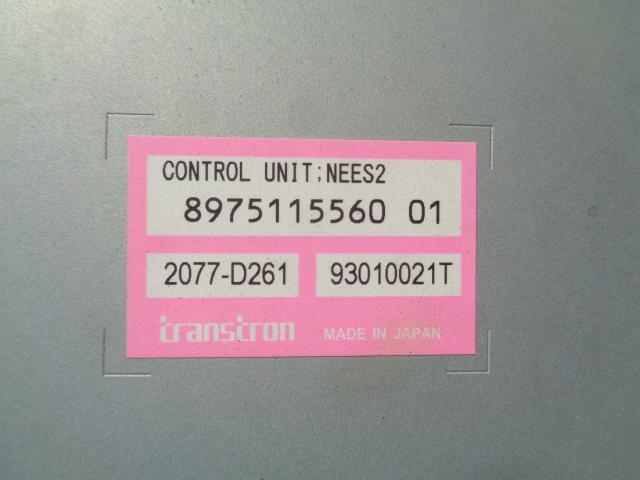 CONTROL UNIT;NEES2
8975115560 01
2077-D261 93010021T
transtron MADE IN JAPAN